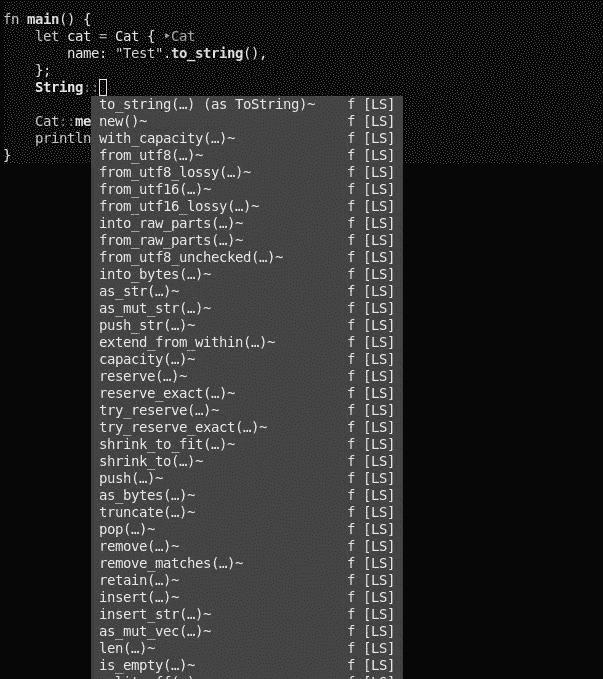 fn main() {
let cat = Cat { ▸Cat
name: "Test".to_string(),
};
String::
to_string(…) (as ToString)~ f [LS]
Cat::me new()~ f [LS]
println with_capacity(…)~ f [LS]
} from_utf8(…)~ f [LS]
from_utf8_lossy(…)~ f [LS]
from_utf16(…)~ f [LS]
from_utf16_lossy(…)~ f [LS]
into_raw_parts(…)~ f [LS]
from_raw_parts(…)~ f [LS]
from_utf8_unchecked(…)~ f [LS]
into_bytes(…)~ f [LS]
as_str(…)~ f [LS]
as_mut_str(…)~ f [LS]
push_str(…)~ f [LS]
extend_from_within(…)~ f [LS]
capacity(…)~ f [LS]
reserve(…)~ f [LS]
reserve_exact(…)~ f [LS]
try_reserve(…)~ f [LS]
try_reserve_exact(…)~ f [LS]
shrink_to_fit(…)~ f [LS]
shrink_to(…)~ f [LS]
push(…)~ f [LS]
as_bytes(…)~ f [LS]
truncate(…)~ f [LS]
pop(…)~ f [LS]
remove(…)~ f [LS]
remove_matches(…)~ f [LS]
retain(…)~ f [LS]
insert(…)~ f [LS]
insert_str(…)~ f [LS]
as_mut_vec(…)~ f [LS]
len(…)~ f [LS]
is_empty(…)~ f [LS]